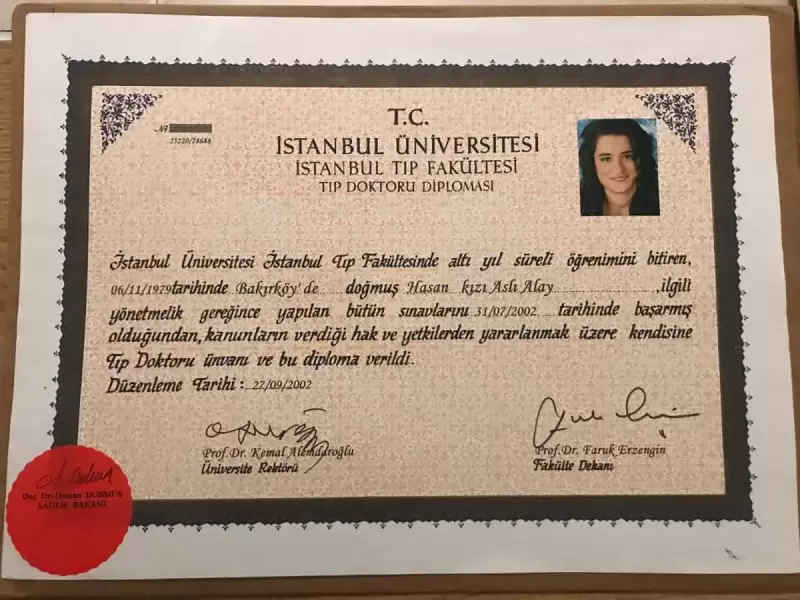 T.C.
İSTANBUL ÜNİVERSİTESİ
İSTANBUL TIP FAKÜLTESİ
TIP DOKTORU DİPLOMASI
№
25220/28644
İstanbul Üniversitesi İstanbul Tıp Fakültesinde altı yıl süreli öğrenimini bitiren,
06/11/1979 tarihinde Bakırköy'de ..... doğmuş Hasan kızı Aslı Alay ....................., ilgili
yönetmelik gereğince yapılan bütün sınavlarını 31/07/2002 .... tarihinde başarmış
olduğundan, kanunların verdiği hak ve yetkilerden yararlanmak üzere kendisine
Tıp Doktoru ünvanı ve bu diploma verildi.
Düzenleme Tarihi : ..27/09/2002
Prof.Dr. Kemal Alemdaroğlu
Üniversite Rektörü
Prof.Dr. Faruk Erzengin
Fakülte Dekanı
Doç. Dr. Osman DURMUŞ
SAĞLIK BAKANI